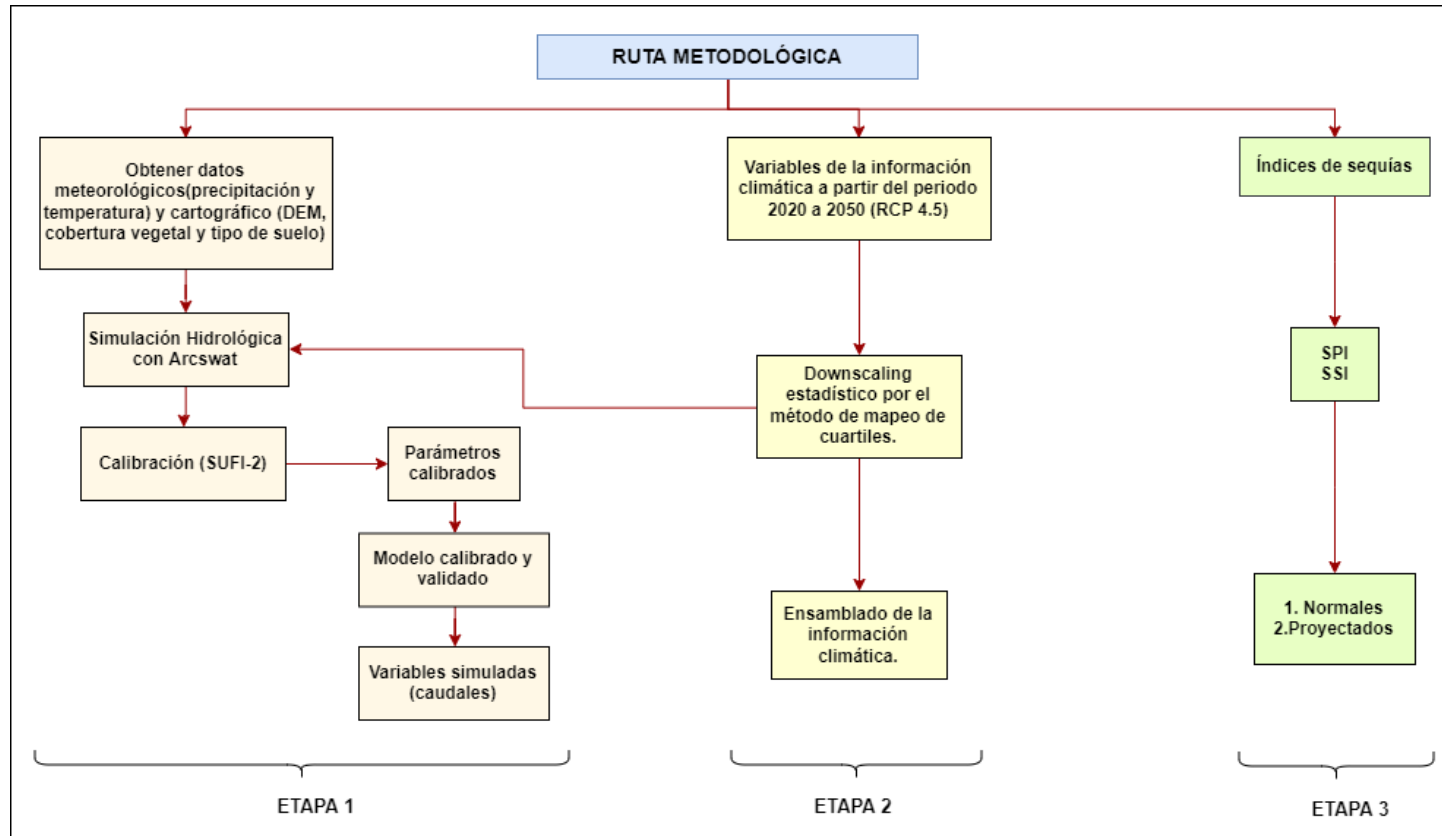 RUTA METODOLÓGICA
Obtener datos
meteorológicos(precipitación y
temperatura) y cartográfico (DEM,
cobertura vegetal y tipo de suelo)
Simulación Hidrológica
con Arcswat
Calibración (SUFI-2)
Parámetros
calibrados
Modelo calibrado y
validado
Variables simuladas
(caudales)
ETAPA 1
Variables de la información
climática a partir del periodo
2020 a 2050 (RCP 4.5)
Downscaling
estadístico por el
método de mapeo de
cuartiles.
Ensamblado de la
información
climática.
ETAPA 2
Índices de sequías
SPI
SSI
1. Normales
2.Proyectados
ETAPA 3